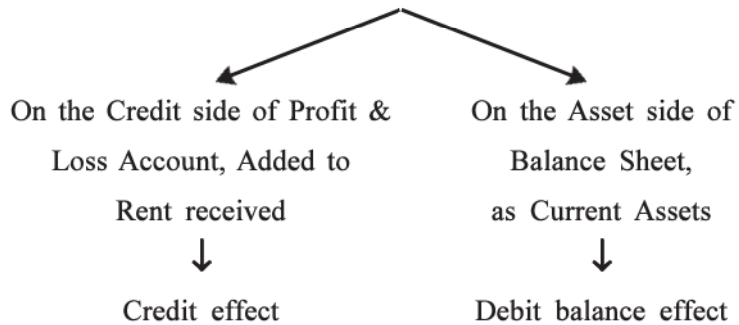 On the Credit side of Profit &
Loss Account, Added to
Rent received
Credit effect
On the Asset side of
Balance Sheet,
as Current Assets
Debit balance effect